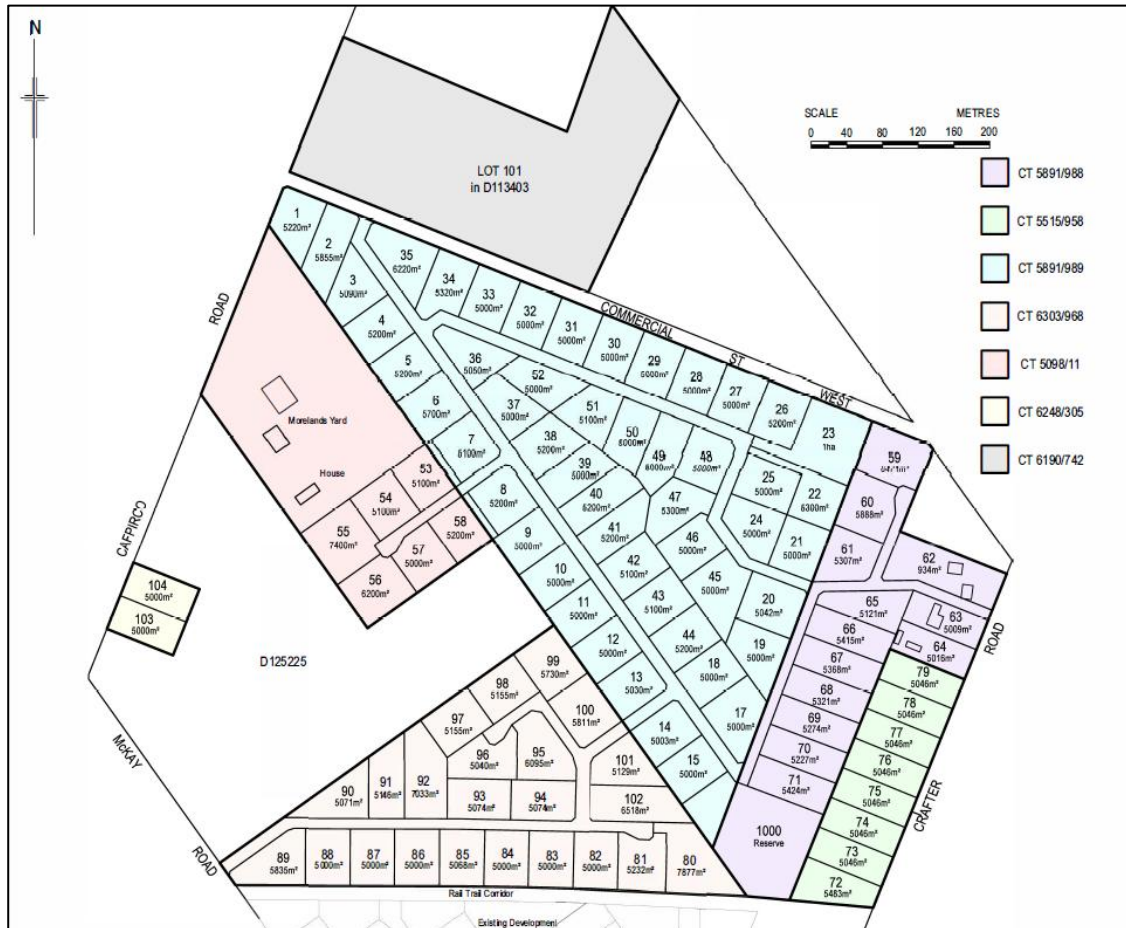 N
SCALE METRES
0 40 80 120 160 200
CT 5891/988
CT 5515/958
CT 5891/989
CT 6303/968
CT 5098/11
CT 6248/305
CT 6190/742
LOT 101
in D113403
COMMERCIAL
ST
WEST
ROAD
CAFPIRCO
1
5220m²
2
5855m²
3
5090m²
4
5200m²
5
5200m²
6
5700m²
7
8
5200m²
9
5000m²
10
5000m²
11
5000m²
12
5000m²
13
5030m²
14
5003m²
15
5000m²
35
6220m²
34
5320m²
33
5000m²
32
5000m²
31
5000m²
30
5000m²
29
5000m²
28
5000m²
27
5000m²
26
5200m²
23
1ha
36
5050m²
52
5000m²
37
5000m²
51
5100m²
38
5200m²
50
49
48
5000m²
39
5000m²
40
5200m²
47
5300m²
41
5200m²
46
5000m²
42
5100m²
45
5000m²
43
5100m²
44
5200m²
18
5000m²
17
5000m²
25
5000m²
22
24
5000m²
21
5000m²
20
5042m²
19
5000m²
Morelands Yard
House
53
5100m²
54
5100m²
55
7400m²
58
5200m²
57
5000m²
56
6200m²
104
5000m²
103
5000m²
D125225
McKAY
ROAD
59
60
5888m²
61
5307m²
62
934m²
63
5009m²
64
5016m²
65
5121m²
66
5415m²
67
5368m²
68
5321m²
69
5274m²
70
5227m²
71
5424m²
1000
Reserve
ROAD
CRAFTER
79
5046m²
78
5046m²
77
5046m²
76
5046m²
75
5046m²
74
5046m²
73
5046m²
72
5483m²
99
5730m²
98
5155m²
100
5811m²
97
5155m²
96
5040m²
95
6095m²
101
5129m²
102
6518m²
90
5071m²
91
5146m²
92
7033m²
93
5074m²
94
5074m²
89
5835m²
88
5000m²
87
5000m²
86
5000m²
85
5068m²
84
5000m²
83
5000m²
82
5000m²
81
5232m²
80
7877m²
Rail Trail Corridor
Existing Development